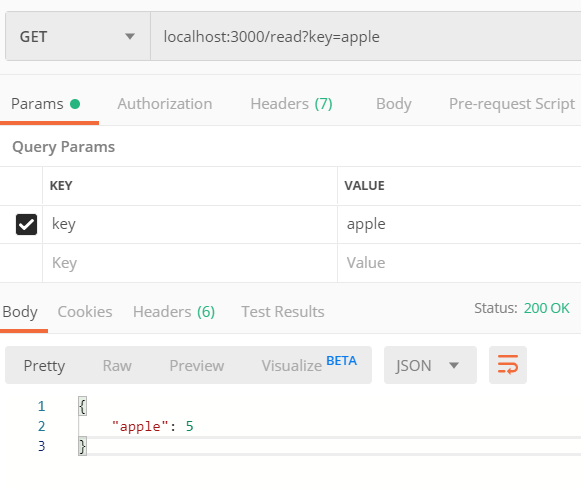 GET localhost:3000/read?key=apple
Params Authorization Headers (7) Body Pre-request Script
Query Params
KEY VALUE
key apple
Key Value
Body Cookies Headers (6) Test Results Status: 200 OK
Pretty Raw Preview Visualize BETA JSON
1 {
2 "apple": 5
3 }